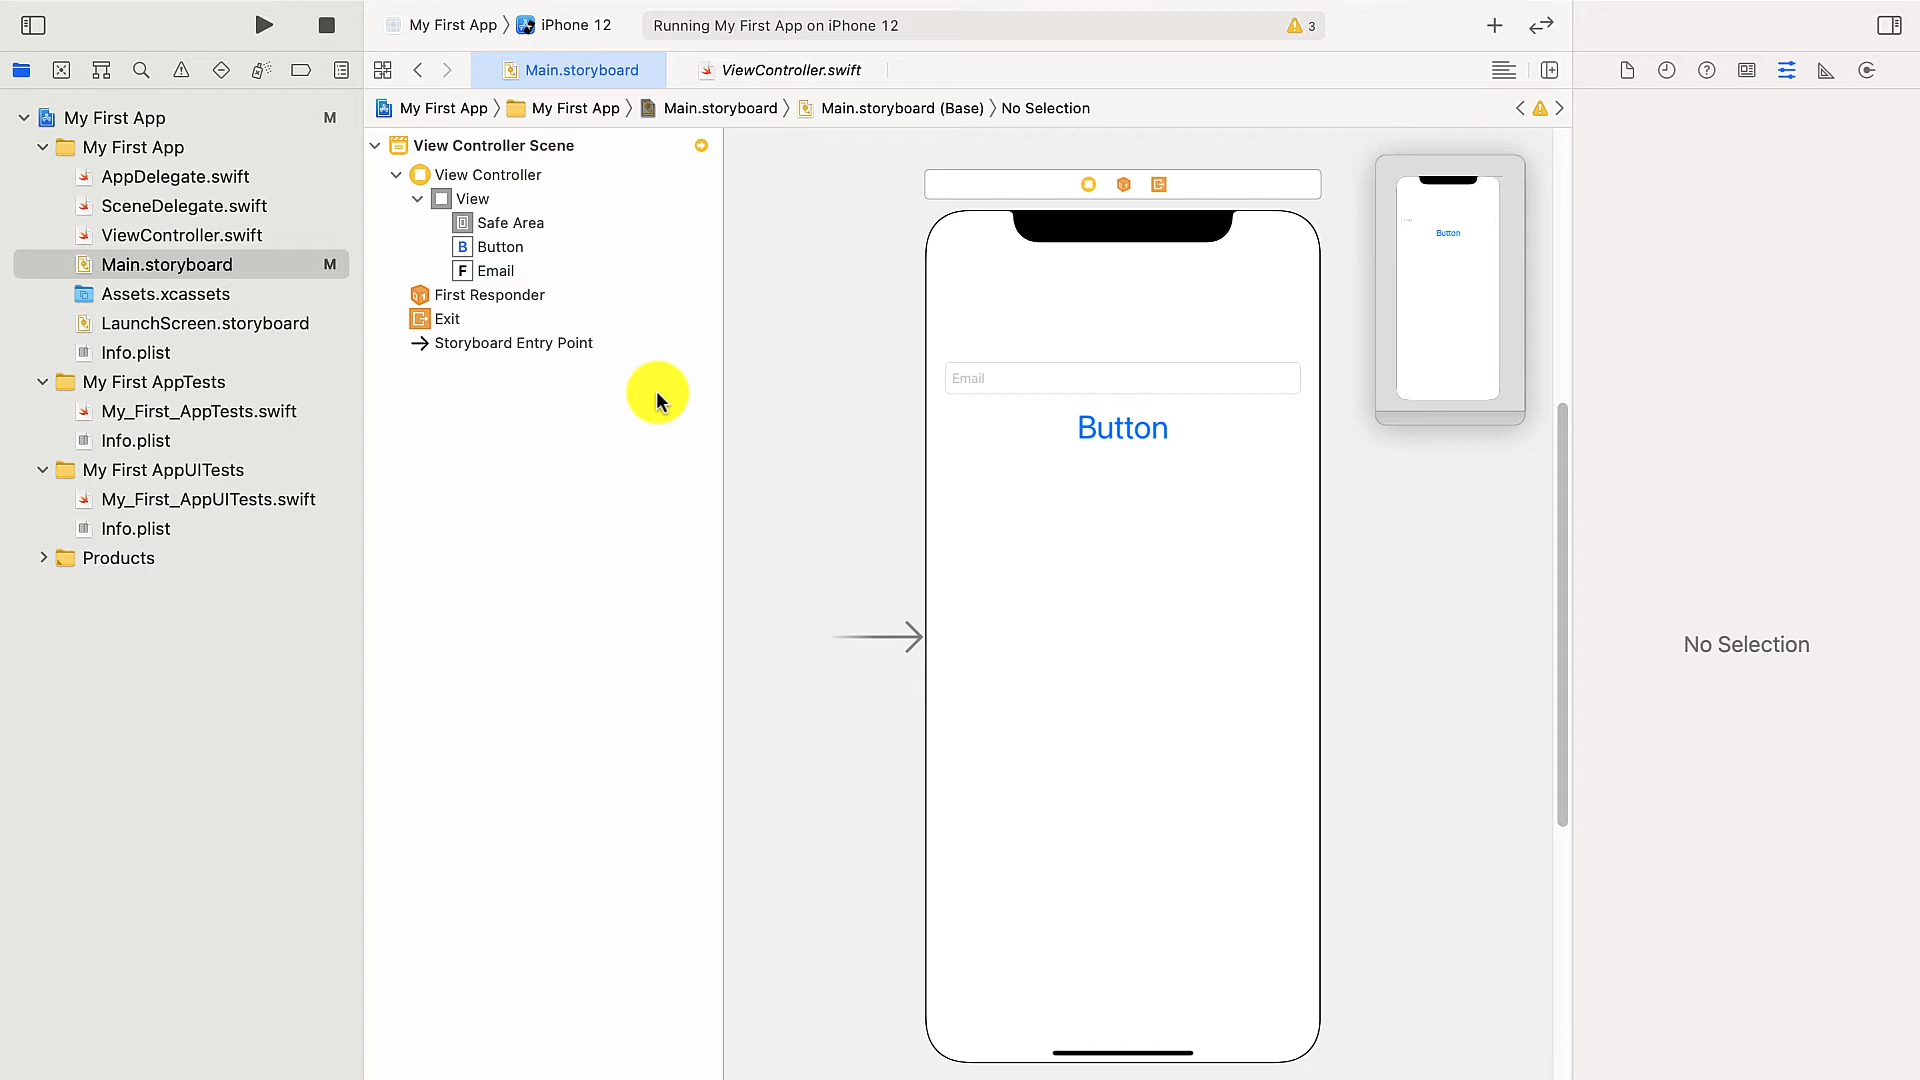 My First App
iPhone 12
Running My First App on iPhone 12
3
Main.storyboard
ViewController.swift
My First App
My First App
Main.storyboard
Main.storyboard (Base)
No Selection
My First App
M
My First App
AppDelegate.swift
SceneDelegate.swift
ViewController.swift
Main.storyboard
M
Assets.xcassets
LaunchScreen.storyboard
Info.plist
My First AppTests
My_First_AppTests.swift
Info.plist
My First AppUITests
My_First_AppUITests.swift
Info.plist
Products
View Controller Scene
View Controller
View
Safe Area
B
Button
F
Email
First Responder
Exit
Storyboard Entry Point
Email
Button
Button
No Selection